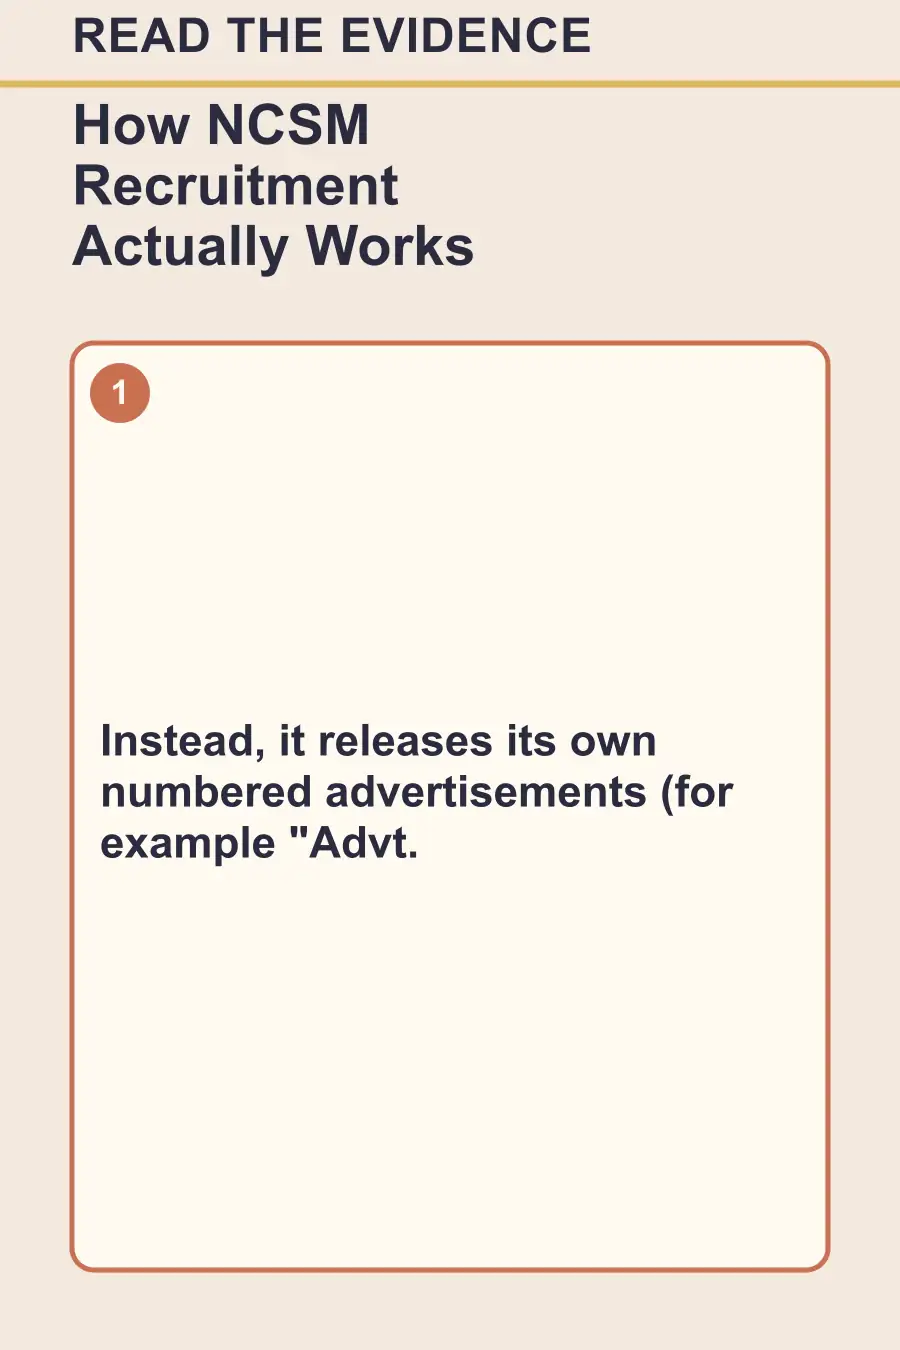 READ THE EVIDENCE
How NCSM
Recruitment
Actually Works
1
Instead, it releases its own
numbered advertisements (for
example "Advt.